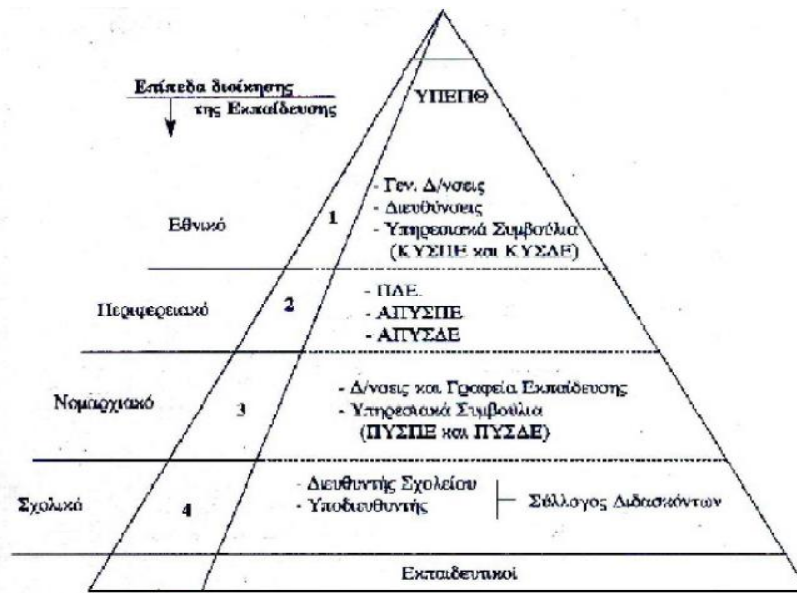 Επίπεδα διοίκησης
της Εκπαίδευσης
ΥΠΕΠΘ
Εθνικό
1
- Γεν. Δ/νσεις
- Διευθύνσεις
- Υπηρεσιακά Συμβούλια
(ΚΥΣΠΕ και ΚΥΣΔΕ)
Περιφερειακό
2
- ΠΔΕ.
- ΑΠΥΣΠΕ
- ΑΠΥΣΔΕ
Νομαρχιακό
3
- Δ/νσεις και Γραφεία Εκπαίδευσης
- Υπηρεσιακά Συμβούλια
(ΠΥΣΠΕ και ΠΥΣΔΕ)
Σχολικό
4
- Διευθυντής Σχολείου
- Υποδιευθυντής
Σύλλογος Διδασκόντων
Εκπαιδευτικοί